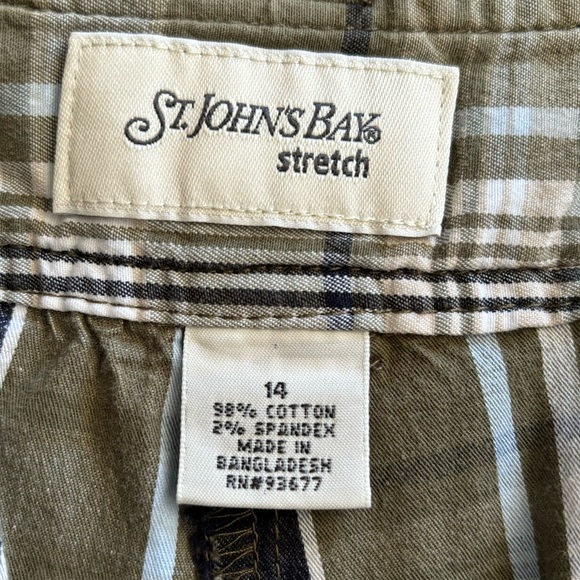 ST. JOHN'S BAY®
stretch
14
98% COTTON
2% SPANDEX
MADE IN
BANGLADESH
RN#93677